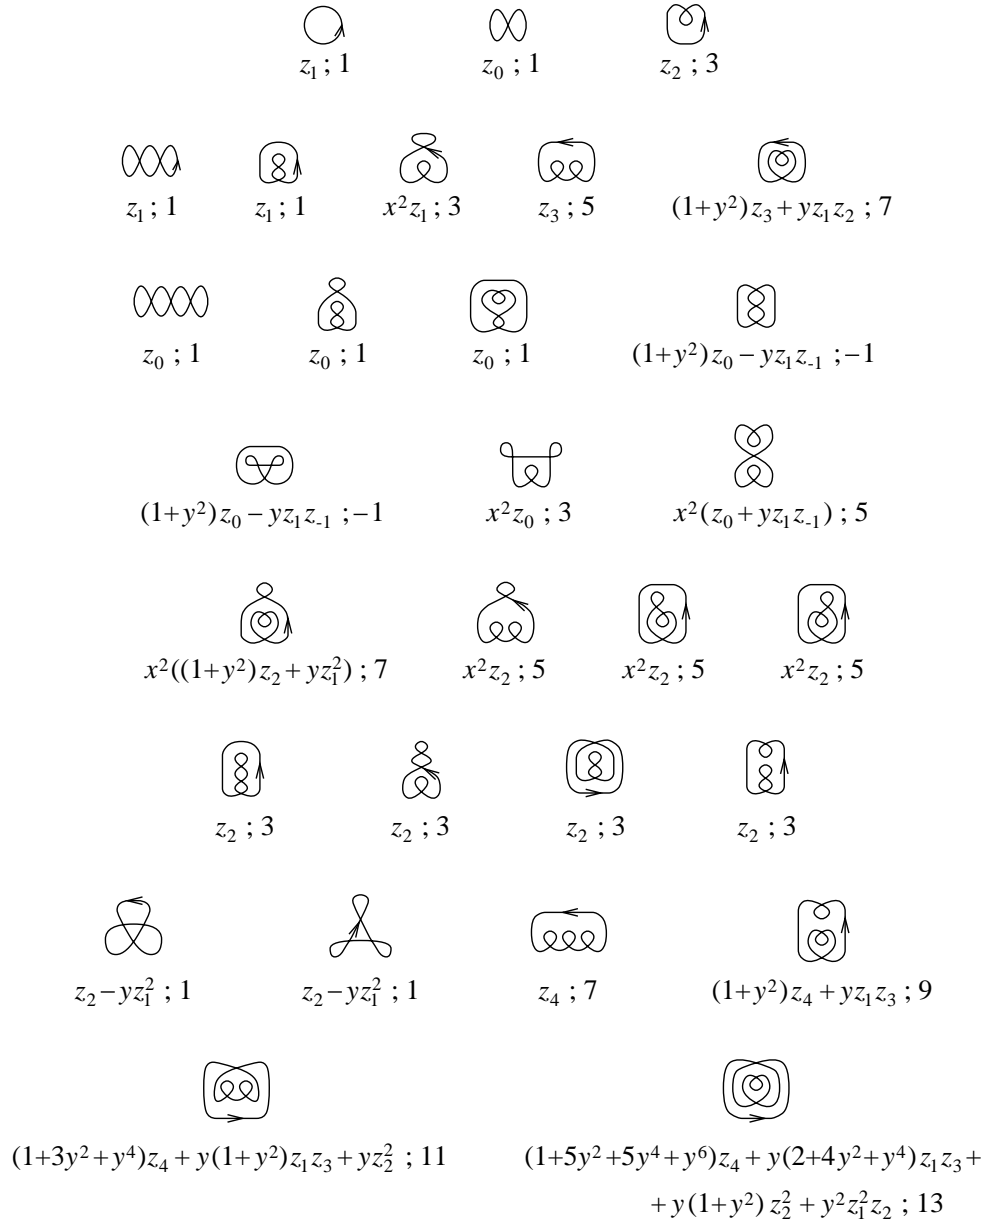 z₁ ; 1 z₀ ; 1 z₂ ; 3
z₁ ; 1 z₁ ; 1 x²z₁ ; 3 z₃ ; 5 (1+y²)z₃ + yz₁z₂ ; 7
z₀ ; 1 z₀ ; 1 z₀ ; 1 (1+y²)z₀ − yz₁z₋₁ ; −1
(1+y²)z₀ − yz₁z₋₁ ; −1 x²z₀ ; 3 x²(z₀ + yz₁z₋₁) ; 5
x²((1+y²)z₂ + yz₁²) ; 7 x²z₂ ; 5 x²z₂ ; 5 x²z₂ ; 5
z₂ ; 3 z₂ ; 3 z₂ ; 3 z₂ ; 3
z₂ − yz₁² ; 1 z₂ − yz₁² ; 1 z₄ ; 7 (1+y²)z₄ + yz₁z₃ ; 9
(1+3y²+y⁴)z₄ + y(1+y²)z₁z₃ + yz₂² ; 11 (1+5y²+5y⁴+y⁶)z₄ + y(2+4y²+y⁴)z₁z₃ +
+ y(1+y²)z₂² + y²z₁²z₂ ; 13